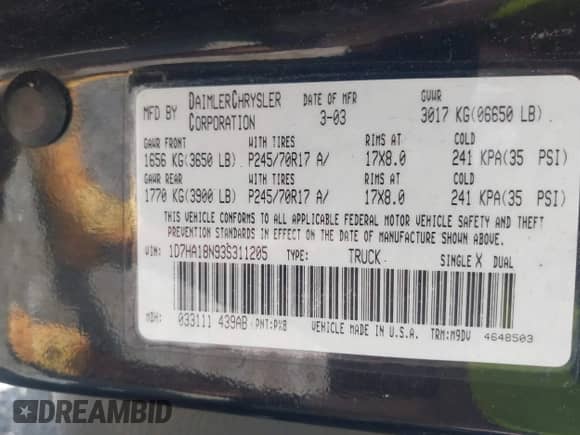 MFD BY DAIMLERCHRYSLER CORPORATION DATE OF MFR 3-03 GVWR 3017 KG(06650 LB)
GAWR FRONT WITH TIRES RIMS AT COLD
1656 KG(3650 LB) P245/70R17 A/ 17X8.0 241 KPA(35 PSI)
GAWR REAR WITH TIRES RIMS AT COLD
1770 KG(3900 LB) P245/70R17 A/ 17X8.0 241 KPA(35 PSI)
THIS VEHICLE CONFORMS TO ALL APPLICABLE FEDERAL MOTOR VEHICLE SAFETY AND THEFT
PREVENTION STANDARDS IN EFFECT ON THE DATE OF MANUFACTURE SHOWN ABOVE.
VIN: 1D7HA18N93S311205 TYPE: TRUCK SINGLE X DUAL
MDH: 033111 439AB PNT:PXB VEHICLE MADE IN U.S.A. TRM:M9DV 4648503
DREAMBID